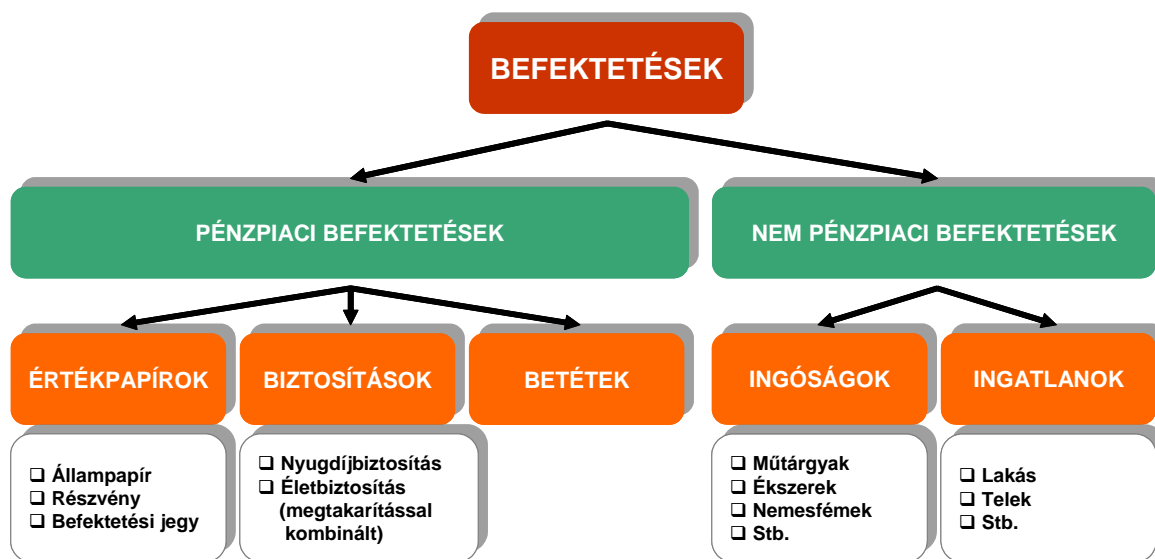 BEFEKTETÉSEK
PÉNZPIACI BEFEKTETÉSEK
NEM PÉNZPIACI BEFEKTETÉSEK
ÉRTÉKPAPÍROK
BIZTOSÍTÁSOK
BETÉTEK
INGÓSÁGOK
INGATLANOK
❑ Állampapír
❑ Részvény
❑ Befektetési jegy
❑ Nyugdíjbiztosítás
❑ Életbiztosítás
(megtakarítással
kombinált)
❑ Műtárgyak
❑ Ékszerek
❑ Nemesfémek
❑ Stb.
❑ Lakás
❑ Telek
❑ Stb.